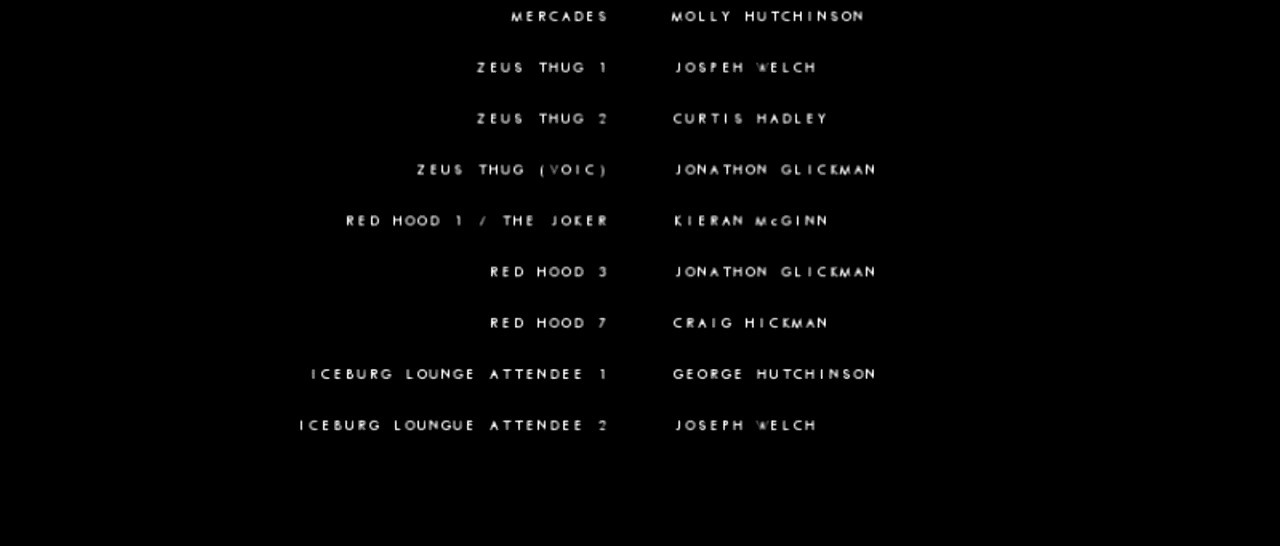 MERCADES MOLLY HUTCHINSON
ZEUS THUG 1 JOSPEH WELCH
ZEUS THUG 2 CURTIS HADLEY
ZEUS THUG (VOIC) JONATHON GLICKMAN
RED HOOD 1 / THE JOKER KIERAN McGINN
RED HOOD 3 JONATHON GLICKMAN
RED HOOD 7 CRAIG HICKMAN
ICEBURG LOUNGE ATTENDEE 1 GEORGE HUTCHINSON
ICEBURG LOUNGUE ATTENDEE 2 JOSEPH WELCH